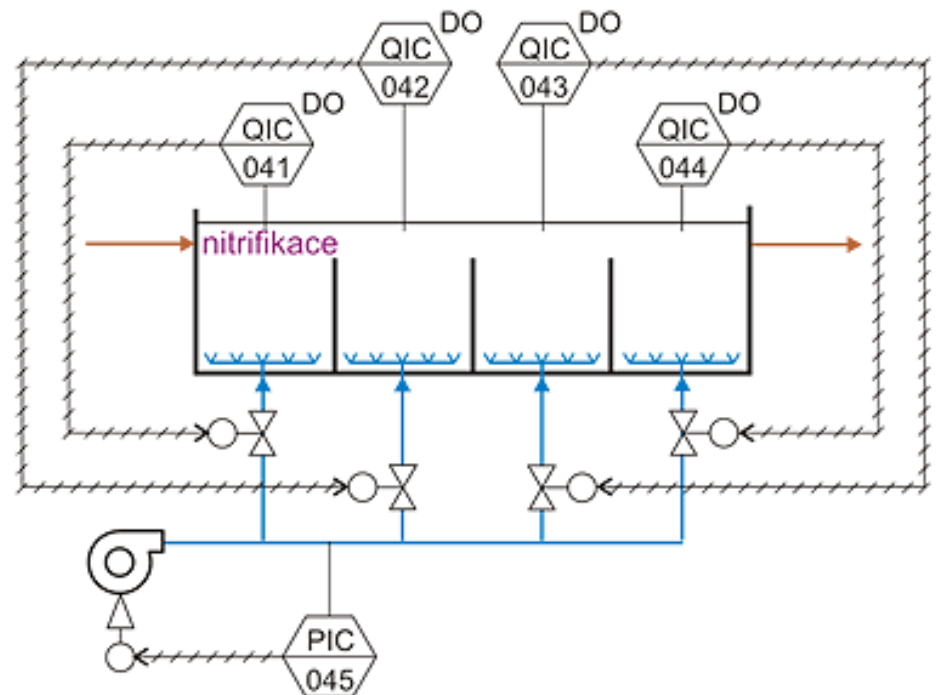 QIC
042
DO
QIC
043
DO
QIC
041
DO
QIC
044
DO
nitrifikace
PIC
045